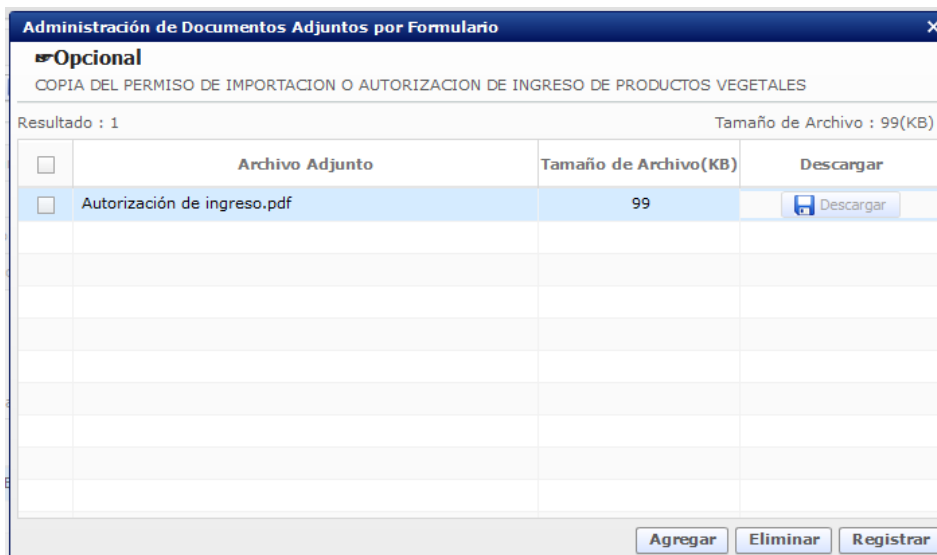 Administración de Documentos Adjuntos por Formulario
☞Opcional
COPIA DEL PERMISO DE IMPORTACION O AUTORIZACION DE INGRESO DE PRODUCTOS VEGETALES
Resultado : 1 Tamaño de Archivo : 99(KB)
Archivo Adjunto Tamaño de Archivo(KB) Descargar
Autorización de ingreso.pdf 99 Descargar
Agregar Eliminar Registrar